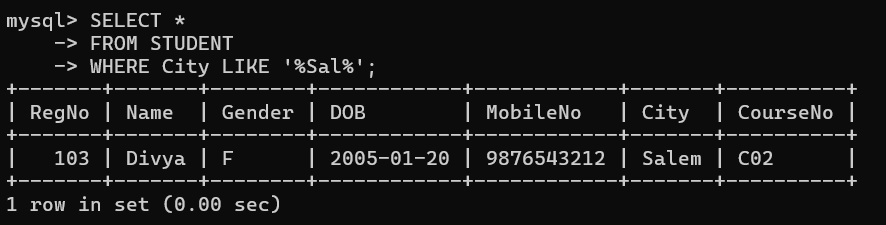 mysql> SELECT *
    -> FROM STUDENT
    -> WHERE City LIKE '%Sal%';
+-------+-------+--------+------------+------------+-------+----------+
| RegNo | Name  | Gender | DOB        | MobileNo   | City  | CourseNo |
+-------+-------+--------+------------+------------+-------+----------+
|   103 | Divya | F      | 2005-01-20 | 9876543212 | Salem | C02      |
+-------+-------+--------+------------+------------+-------+----------+
1 row in set (0.00 sec)